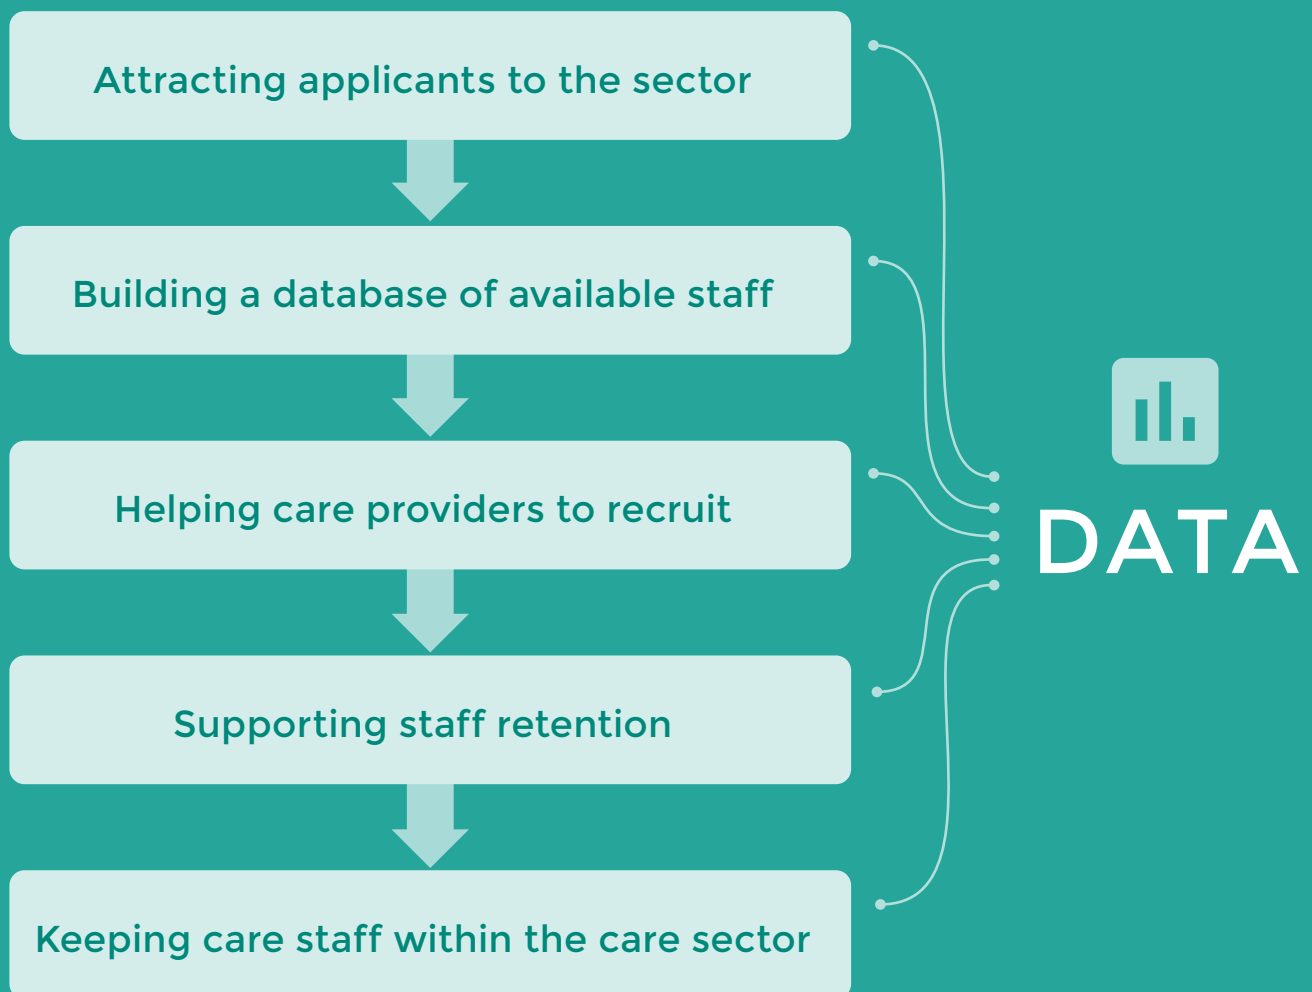 Attracting applicants to the sector
Building a database of available staff
Helping care providers to recruit
DATA
Supporting staff retention
Keeping care staff within the care sector